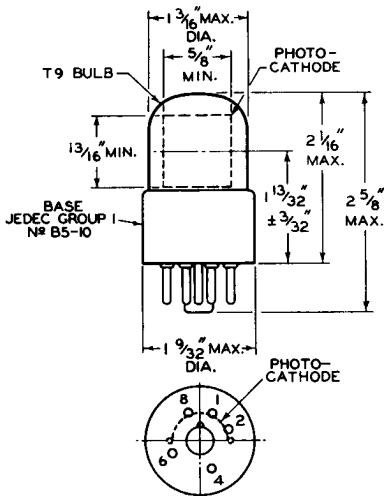 1 3/16" MAX.
DIA.
5/8"
MIN.
PHOTO-
CATHODE
T9 BULB
13/16" MIN.
2 1/16"
MAX.
1 13/32"
± 3/32"
2 5/8"
MAX.
BASE
JEDEC GROUP 1
Nº B5-10
1 9/32" MAX.
DIA.
PHOTO-
CATHODE
8
1
2
6
4